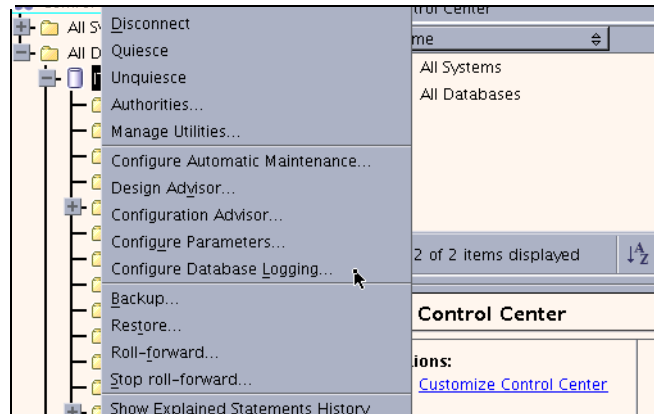 Control Center
All Sy
All D
Disconnect
Quiesce
Unquiesce
Authorities...
Manage Utilities...
Configure Automatic Maintenance...
Design Advisor...
Configuration Advisor...
Configure Parameters...
Configure Database Logging...
Backup...
Restore...
Roll-forward...
Stop roll-forward...
Show Explained Statements History
me
All Systems
All Databases
2 of 2 items displayed
Control Center
ions:
Customize Control Center